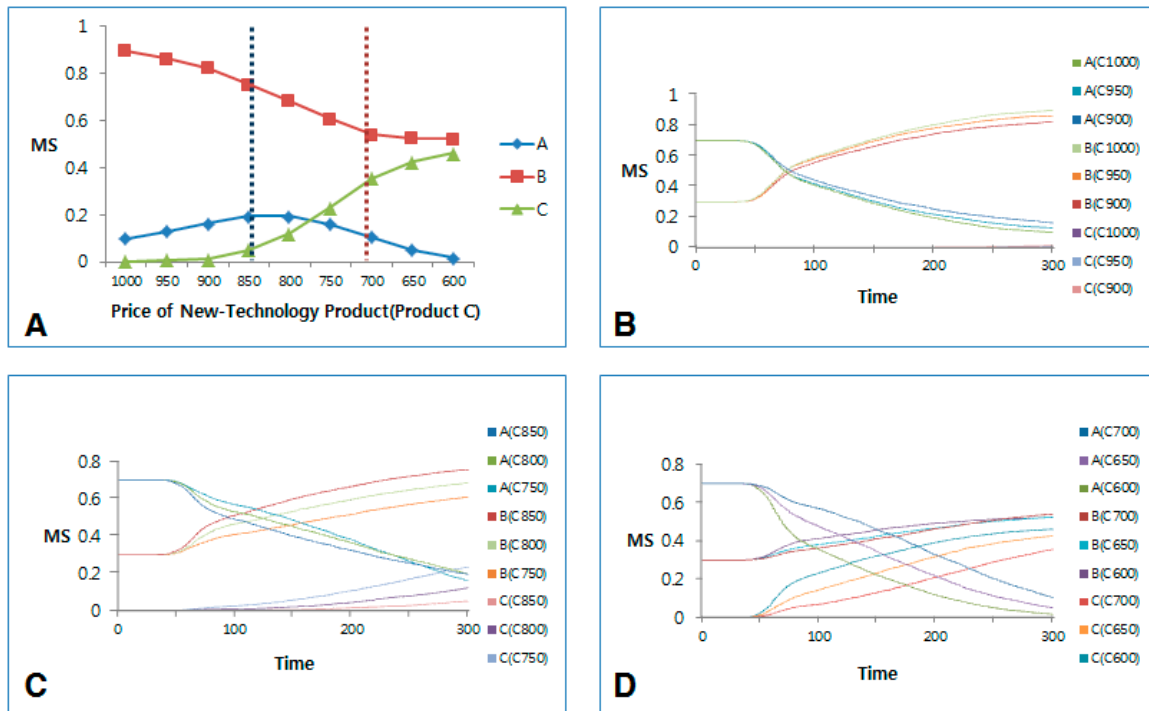 1
0.8
0.6
MS
0.4
0.2
0
1000 950 900 850 800 750 700 650 600
Price of New-Technology Product(Product C)
A
B
C
A
1
0.8
0.6
MS
0.4
0.2
0
0 100 200 300
Time
A(C1000)
A(C950)
A(C900)
B(C1000)
B(C950)
B(C900)
C(C1000)
C(C950)
C(C900)
B
0.8
0.6
MS
0.4
0.2
0
0 100 200 300
Time
A(C850)
A(C800)
A(C750)
B(C850)
B(C800)
B(C750)
C(C850)
C(C800)
C(C750)
C
0.8
0.6
MS
0.4
0.2
0
0 100 200 300
Time
A(C700)
A(C650)
A(C600)
B(C700)
B(C650)
B(C600)
C(C700)
C(C650)
C(C600)
D